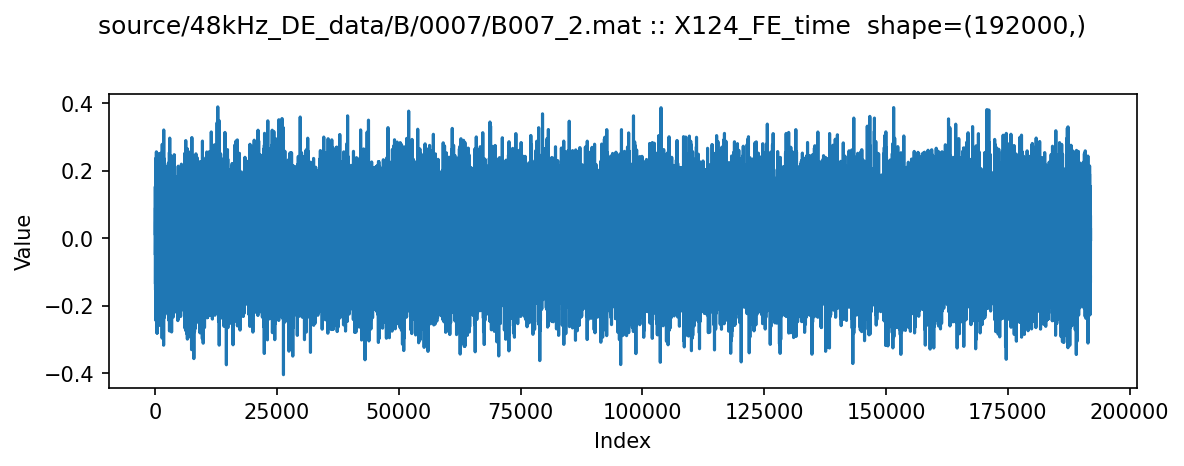 source/48kHz_DE_data/B/0007/B007_2.mat :: X124_FE_time  shape=(192000,)
0.4
0.2
0.0
−0.2
−0.4
Value
0 25000 50000 75000 100000 125000 150000 175000 200000
Index